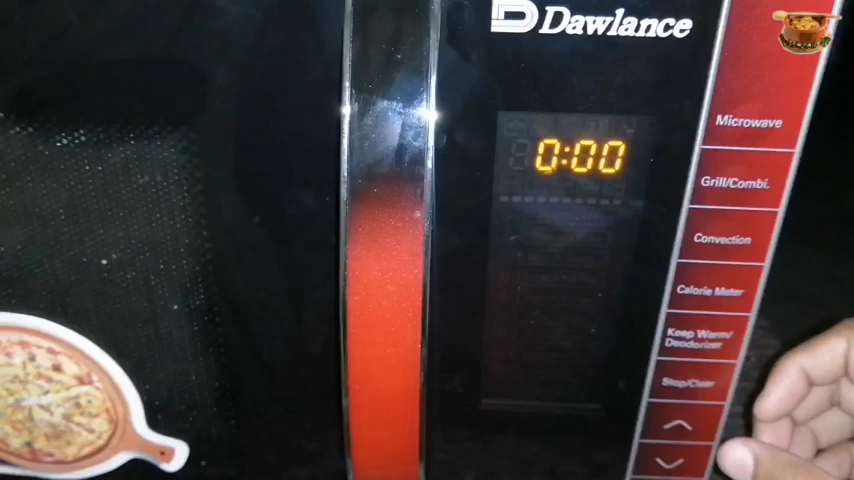 Dawlance
0:00
Microwave
Grill/Combi.
Convection
Calorie Meter
Keep Warm/
Deodorizer
Stop/Clear